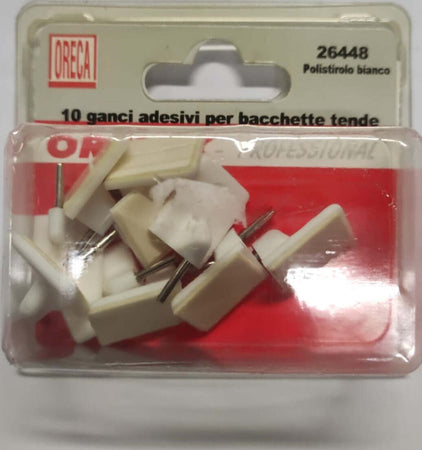 ORECA
26448
Polistirolo bianco
10 ganci adesivi per bacchette tende
PROFESSIONAL